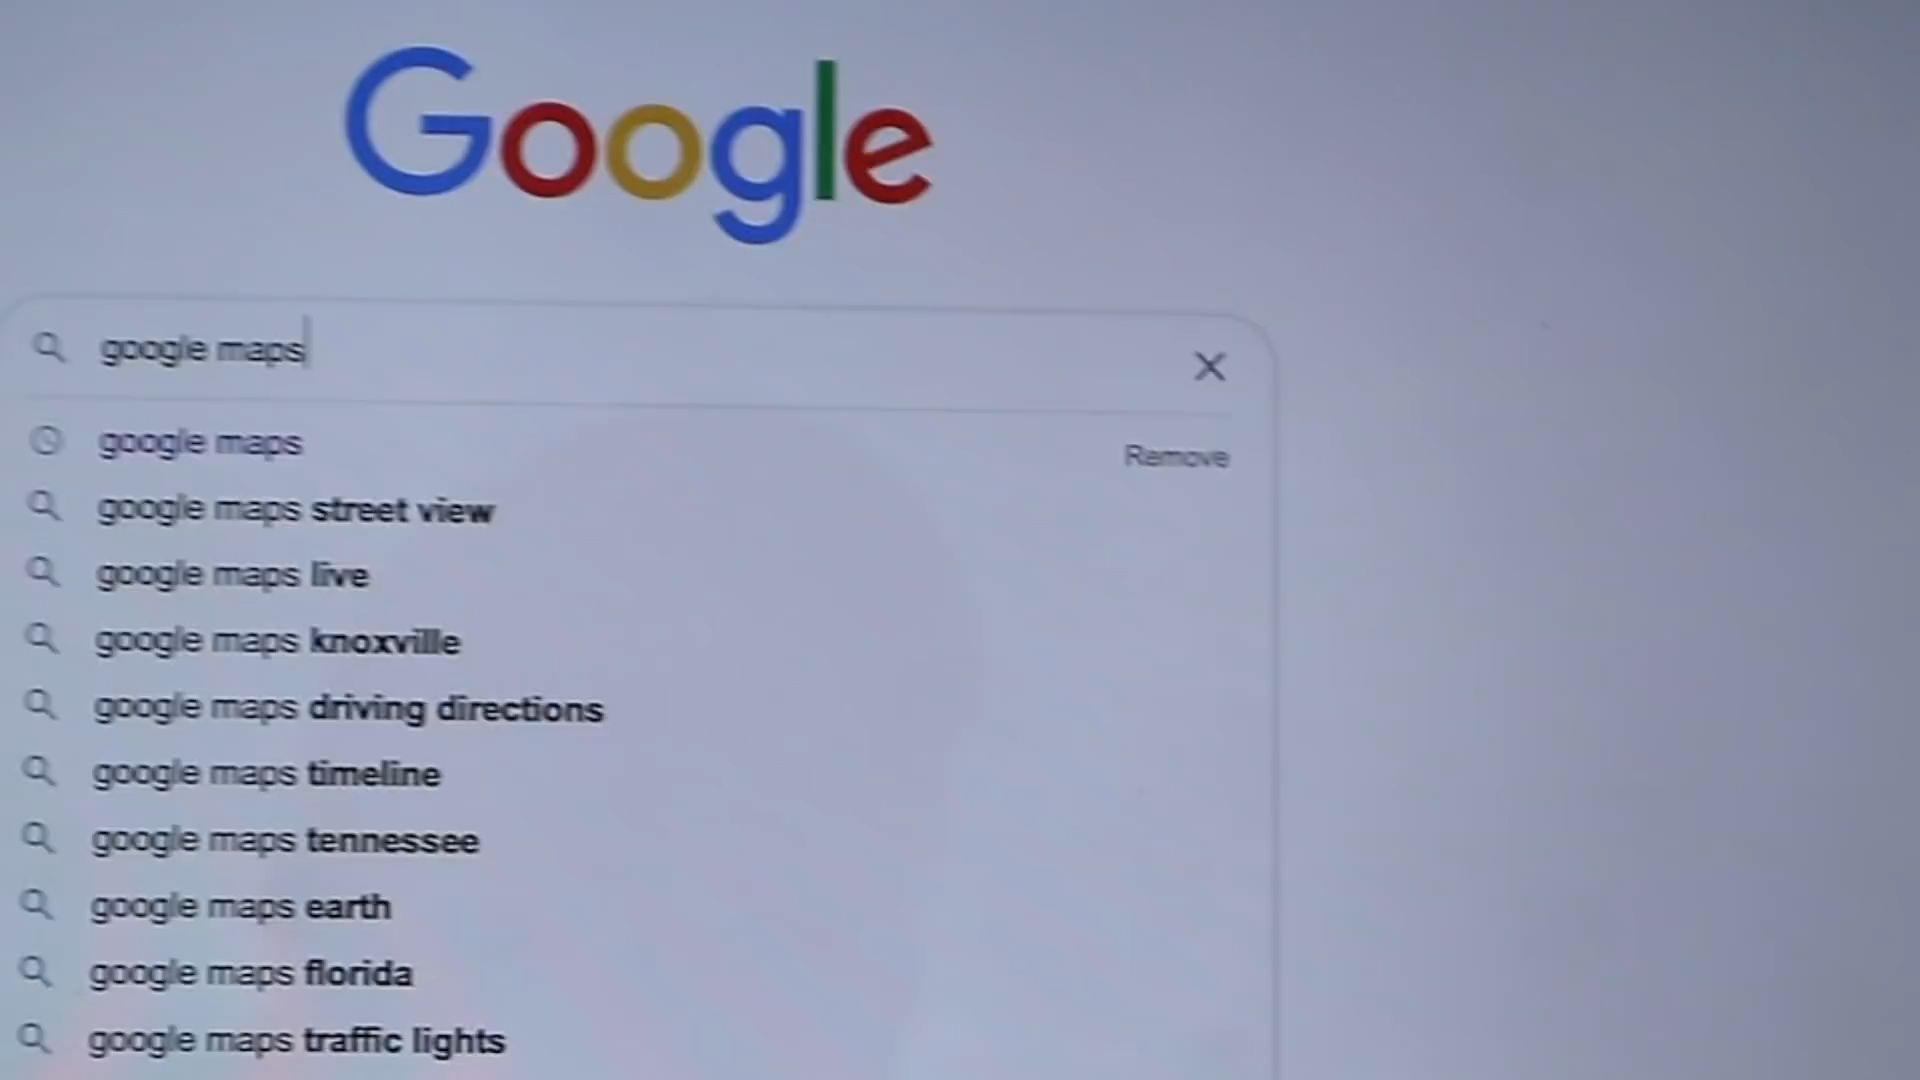 Google
google maps
google maps
Remove
google maps street view
google maps live
google maps knoxville
google maps driving directions
google maps timeline
google maps tennessee
google maps earth
google maps florida
google maps traffic lights